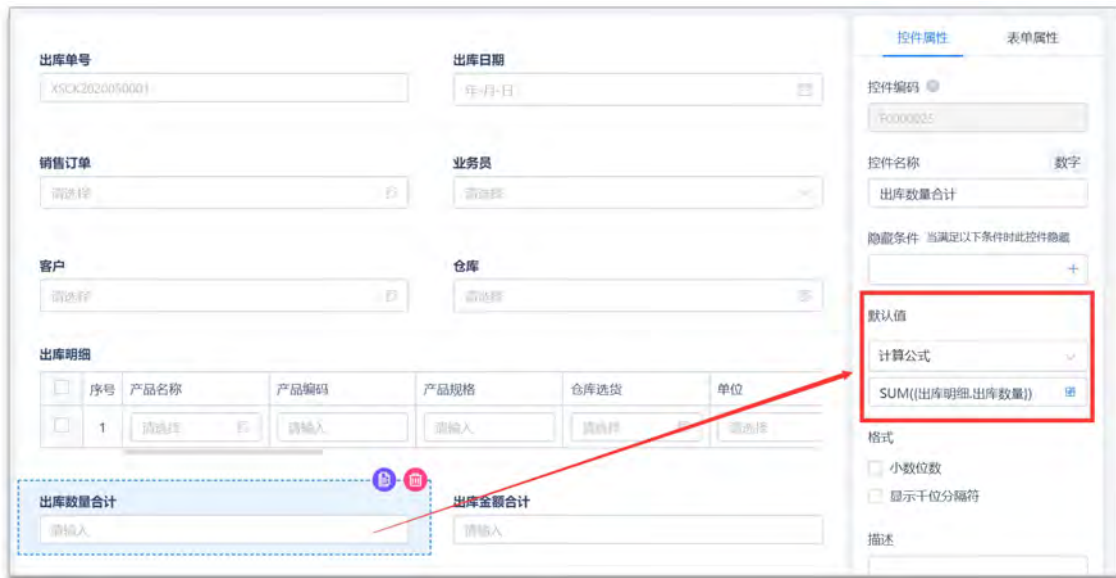 出库单号
XSCK2020050001
出库日期
年-月-日
销售订单
请选择
业务员
请选择
客户
请选择
仓库
请选择
出库明细
序号 产品名称 产品编码 产品规格 仓库选货 单位
1 请选择 请输入 请输入 请选择 请选择
出库数量合计
请输入
出库金额合计
请输入
控件属性 表单属性
控件编码
F0000025
控件名称 数字
出库数量合计
隐藏条件 当满足以下条件时此控件隐藏
默认值
计算公式
SUM({出库明细.出库数量})
格式
小数位数
显示千位分隔符
描述